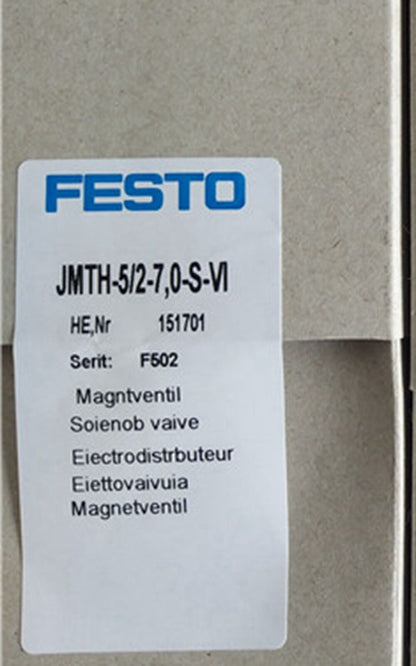 FESTO
JMTH-5/2-7,0-S-VI
HE,Nr 151701
Serit: F502
Magntventil
Soienob vaive
Eiectrodistrbuteur
Eiettovaivuia
Magnetventil